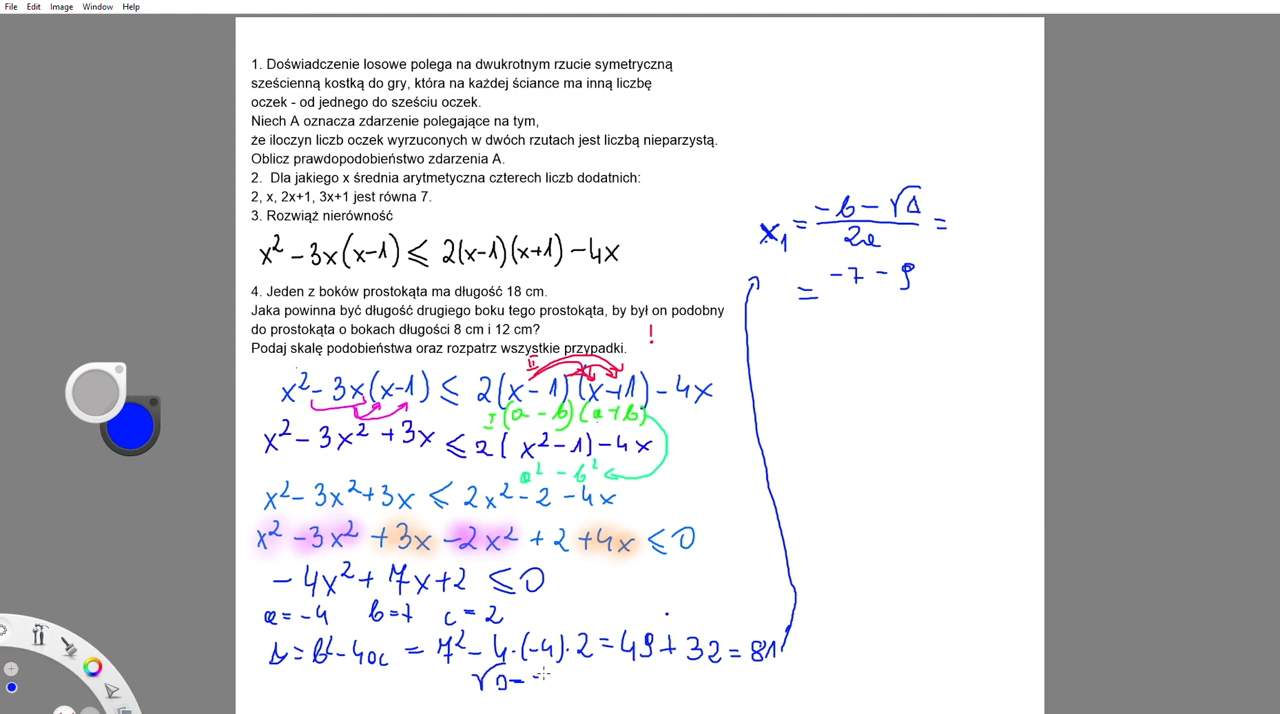 File Edit Image Window Help
1. Doświadczenie losowe polega na dwukrotnym rzucie symetryczną
sześcienną kostką do gry, która na każdej ściance ma inną liczbę
oczek - od jednego do sześciu oczek.
Niech A oznacza zdarzenie polegające na tym,
że iloczyn liczb oczek wyrzuconych w dwóch rzutach jest liczbą nieparzystą.
Oblicz prawdopodobieństwo zdarzenia A.
2. Dla jakiego x średnia arytmetyczna czterech liczb dodatnich:
2, x, 2x+1, 3x+1 jest równa 7.
3. Rozwiąż nierówność
x² - 3x(x-1) ≤ 2(x-1)(x+1) - 4x
4. Jeden z boków prostokąta ma długość 18 cm.
Jaka powinna być długość drugiego boku tego prostokąta, by był on podobny
do prostokąta o bokach długości 8 cm i 12 cm?
Podaj skalę podobieństwa oraz rozpatrz wszystkie przypadki.
!
II
x² - 3x(x-1) ≤ 2(x-1)(x+1) - 4x
I (a-b)(a+b)
x² - 3x² + 3x ≤ 2(x²-1) - 4x
a² - b²
x² - 3x² + 3x ≤ 2x² - 2 - 4x
x² - 3x² + 3x - 2x² + 2 + 4x ≤ 0
-4x² + 7x + 2 ≤ 0
a = -4 b = 7 c = 2
Δ = b² - 4ac = 7² - 4·(-4)·2 = 49 + 32 = 81
√Δ =
x₁ = (-b - √Δ)/2a =
= -7 - 9